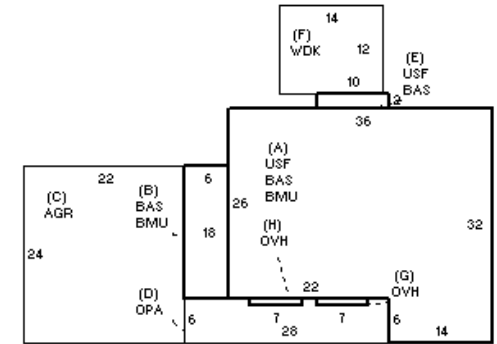 14
(F)
WDK
12
(E)
USF
BAS
10
2
36
(A)
USF
BAS
BMU
22
(C)
AGR
(B)
BAS
BMU
6
26
18
32
24
(H)
OVH
22
(G)
OVH
(D)
OPA
6
7
7
28
6
14